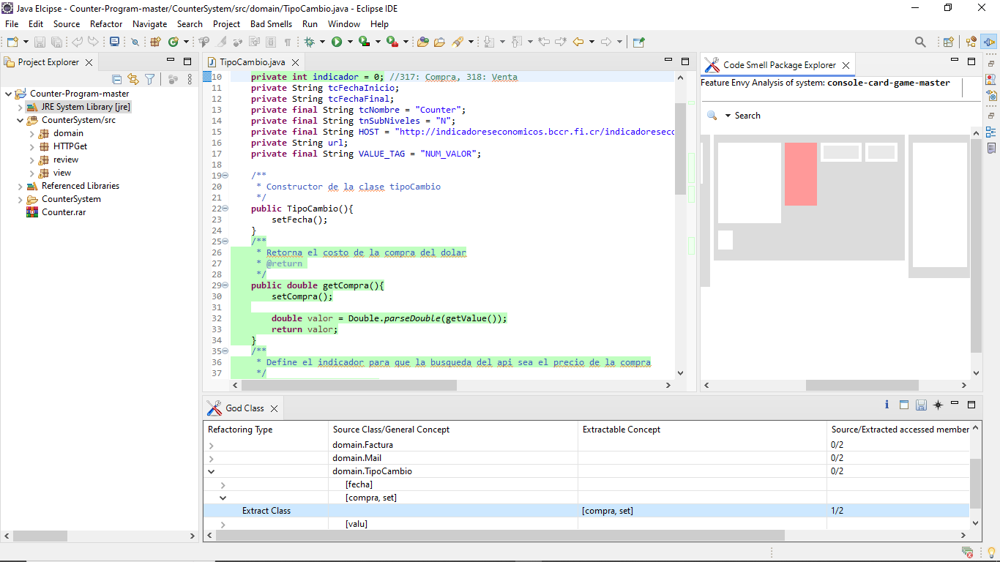 Java Elcipse - Counter-Program-master/CounterSystem/src/domain/TipoCambio.java - Eclipse IDE
File Edit Source Refactor Navigate Search Project Bad Smells Run Window Help
Project Explorer
Counter-Program-master
JRE System Library [jre]
CounterSystem/src
domain
HTTPGet
review
view
Referenced Libraries
CounterSystem
Counter.rar
TipoCambio.java
10 private int indicador = 0; //317: Compra, 318: Venta
11 private String tcFechaInicio;
12 private String tcFechaFinal;
13 private final String tcNombre = "Counter";
14 private final String tnSubNiveles = "N";
15 private final String HOST = "http://indicadoreseconomicos.bccr.fi.cr/indicadoresecc
16 private String url;
17 private final String VALUE_TAG = "NUM_VALOR";
18
19 /**
20 * Constructor de la clase tipoCambio
21 */
22 public TipoCambio(){
23 setFecha();
24 }
25 /**
26 * Retorna el costo de la compra del dolar
27 * @return
28 */
29 public double getCompra(){
30 setCompra();
31
32 double valor = Double.parseDouble(getValue());
33 return valor;
34 }
35 /**
36 * Define el indicador para que la busqueda del api sea el precio de la compra
37 */
Code Smell Package Explorer
Feature Envy Analysis of system: console-card-game-master
Search
God Class
Refactoring Type Source Class/General Concept Extractable Concept Source/Extracted accessed member
domain.Factura 0/2
domain.Mail 0/2
domain.TipoCambio 0/2
[fecha]
[compra, set]
Extract Class [compra, set] 1/2
[valu]